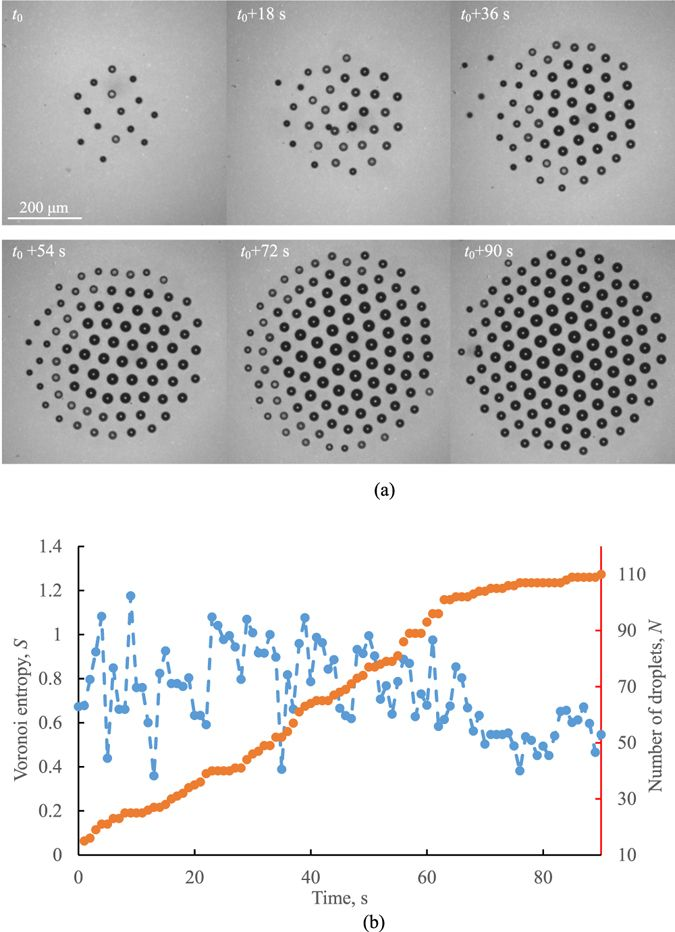 t0
t0+18 s
t0+36 s
200 μm
t0 +54 s
t0+72 s
t0+90 s
(a)
1.4
1.2
1
0.8
0.6
0.4
0.2
0
Voronoi entropy, S
110
90
70
50
30
10
Number of droplets, N
0
20
40
60
80
Time, s
(b)